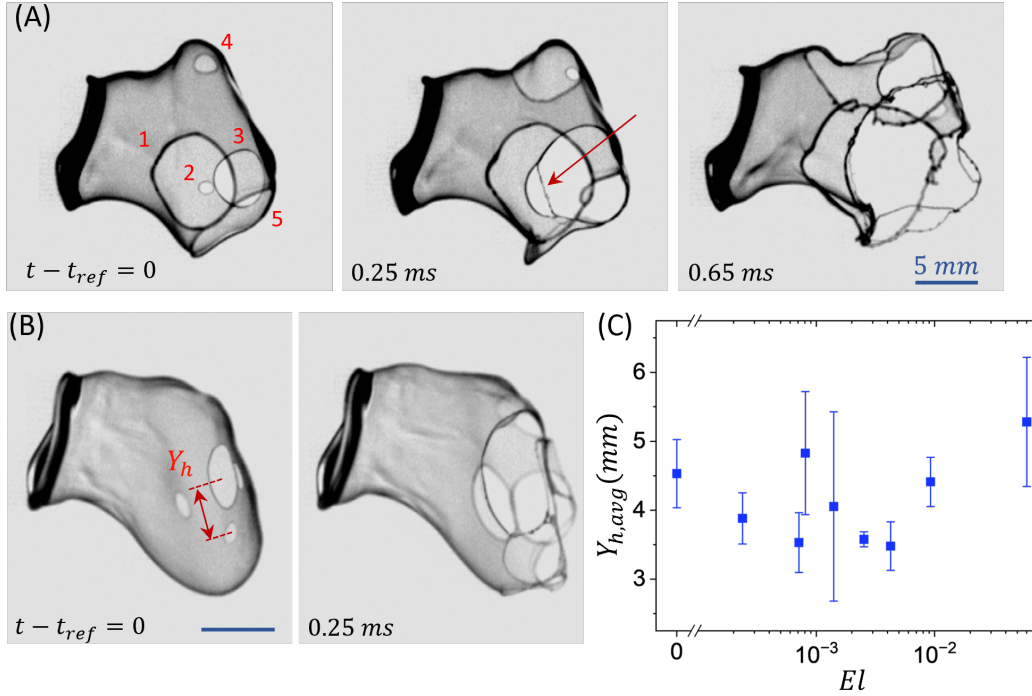 (A)
1
2
3
4
5
t − t_ref = 0
0.25 ms
0.65 ms
5 mm
(B)
Y_h
t − t_ref = 0
0.25 ms
(C)
Y_h,avg (mm)
6
5
4
3
0
10⁻³
10⁻²
El